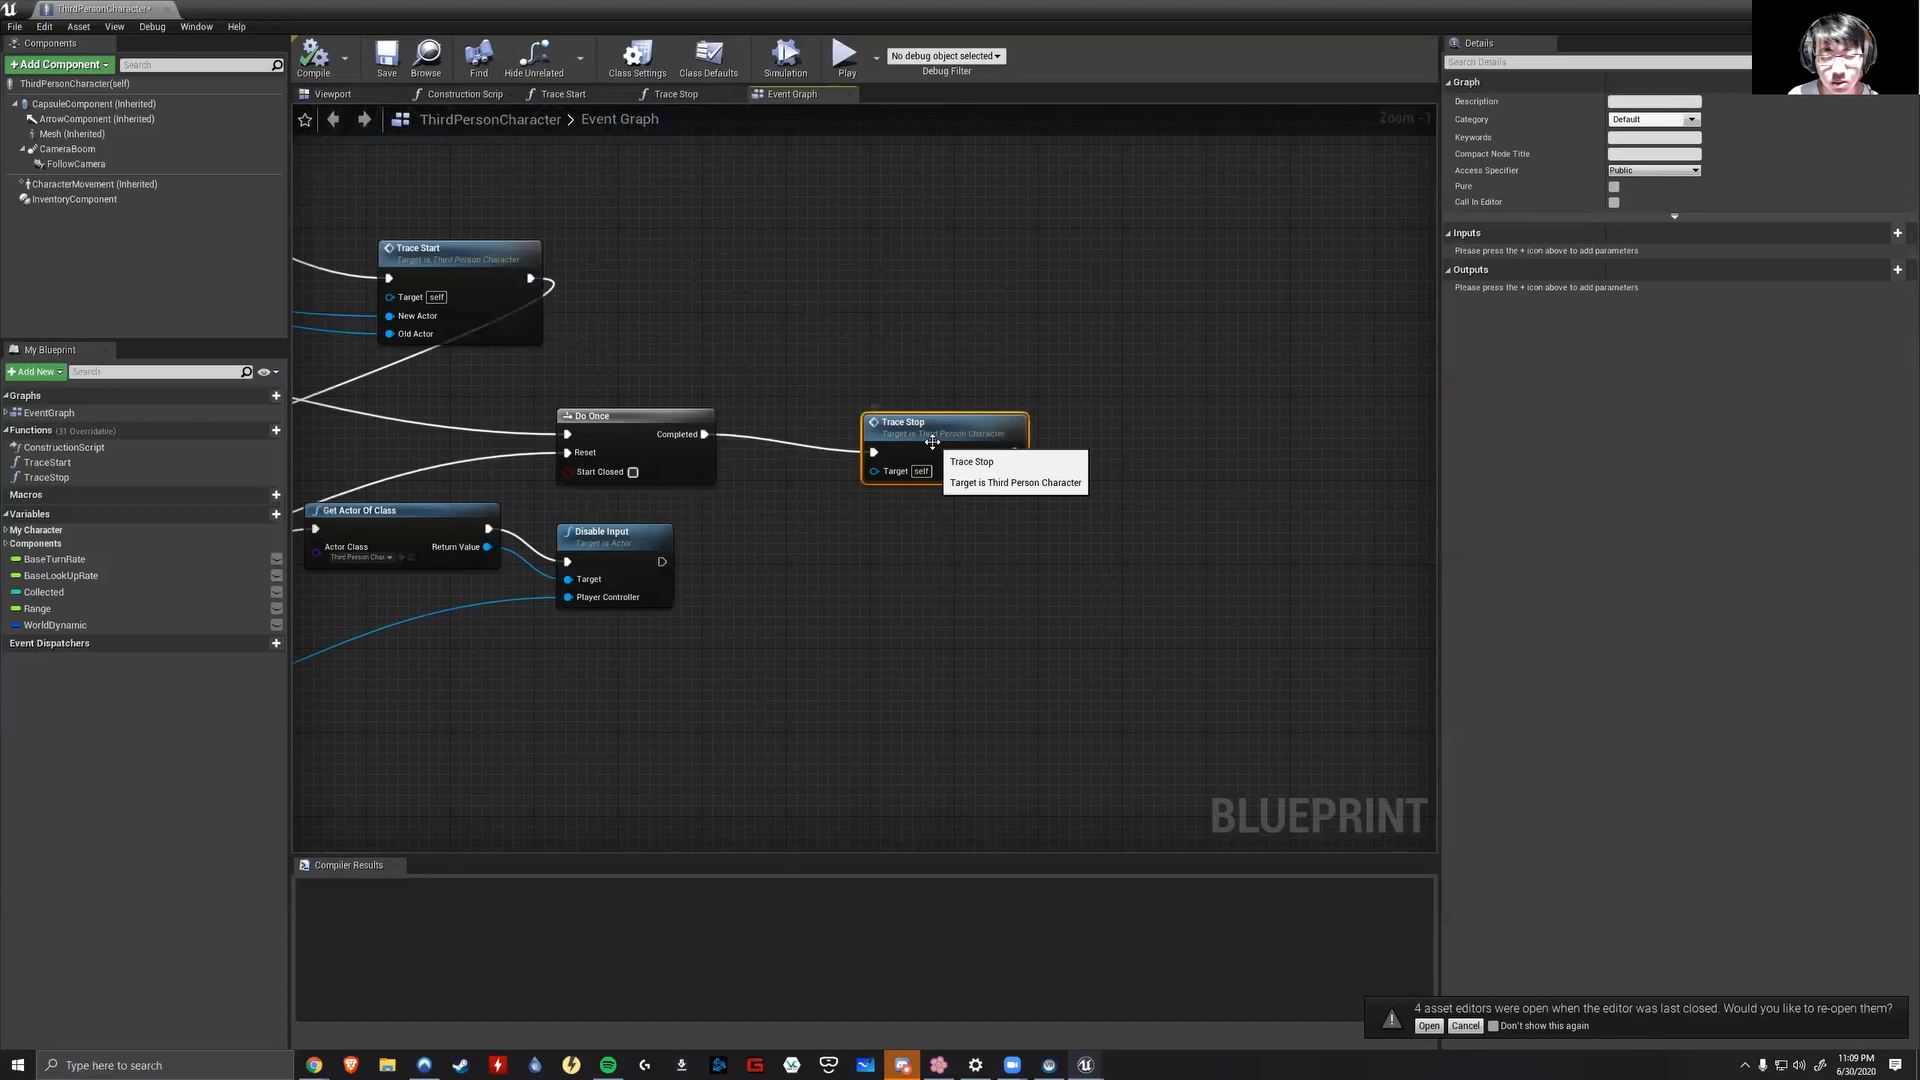 ThirdPersonCharacter*
File Edit Asset View Debug Window Help
Components
+Add Component
Search
ThirdPersonCharacter(self)
CapsuleComponent (Inherited)
ArrowComponent (Inherited)
Mesh (Inherited)
CameraBoom
FollowCamera
CharacterMovement (Inherited)
InventoryComponent
My Blueprint
+Add New
Search
Graphs
EventGraph
Functions (31 Overridable)
ConstructionScript
TraceStart
TraceStop
Macros
Variables
My Character
Components
BaseTurnRate
BaseLookUpRate
Collected
Range
WorldDynamic
Event Dispatchers
Compile
Save
Browse
Find
Hide Unrelated
Class Settings
Class Defaults
Simulation
Play
No debug object selected
Debug Filter
Viewport
Construction Scrip
Trace Start
Trace Stop
Event Graph
ThirdPersonCharacter > Event Graph
Zoom -1
Trace Start
Target is Third Person Character
Target self
New Actor
Old Actor
Do Once
Completed
Reset
Start Closed
Trace Stop
Target is Third Person Character
Target self
Trace Stop
Target is Third Person Character
Get Actor Of Class
Actor Class
Third Person Char
Return Value
Disable Input
Target is Actor
Target
Player Controller
BLUEPRINT
Compiler Results
Details
Search Details
Graph
Description
Category Default
Keywords
Compact Node Title
Access Specifier Public
Pure
Call In Editor
Inputs
Please press the + icon above to add parameters
Outputs
Please press the + icon above to add parameters
4 asset editors were open when the editor was last closed. Would you like to re-open them?
Open Cancel Don't show this again
Type here to search
11:09 PM
6/30/2020